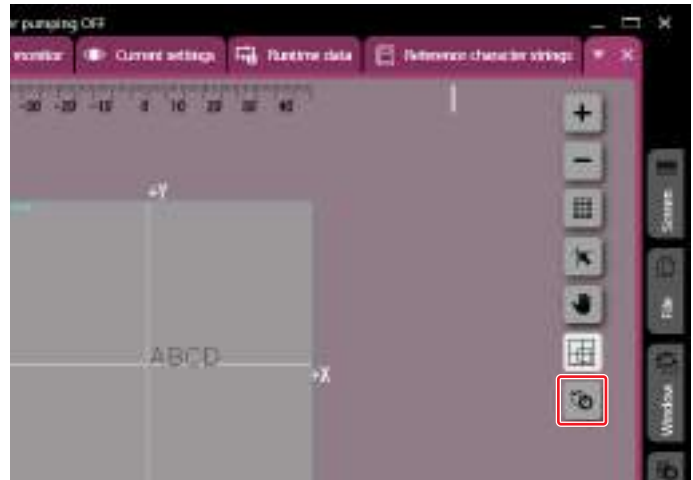 r pumping OFF
monitor Current settings Runtime data Reference character strings
-30 -20 -10 0 10 20 30 40
+Y
ABCD
+X
Screen
File
Window